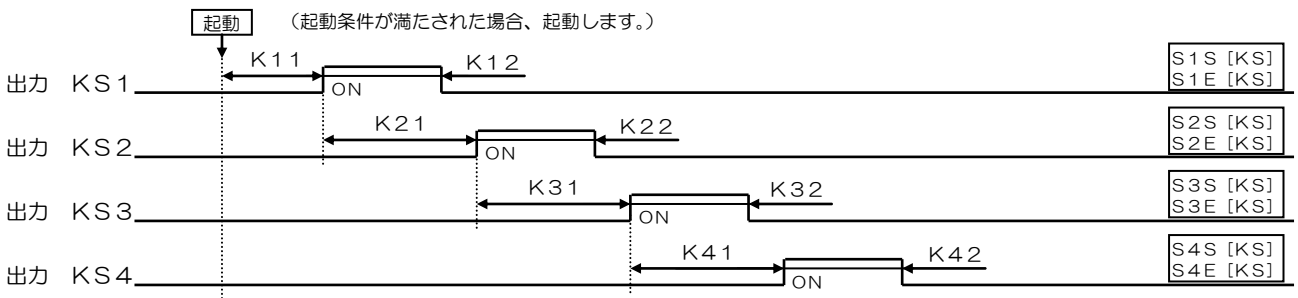 起動 （起動条件が満たされた場合、起動します。）
K11 K12
出力 KS1
ON
S1S [KS]
S1E [KS]
K21 K22
出力 KS2
ON
S2S [KS]
S2E [KS]
K31 K32
出力 KS3
ON
S3S [KS]
S3E [KS]
K41 K42
出力 KS4
ON
S4S [KS]
S4E [KS]